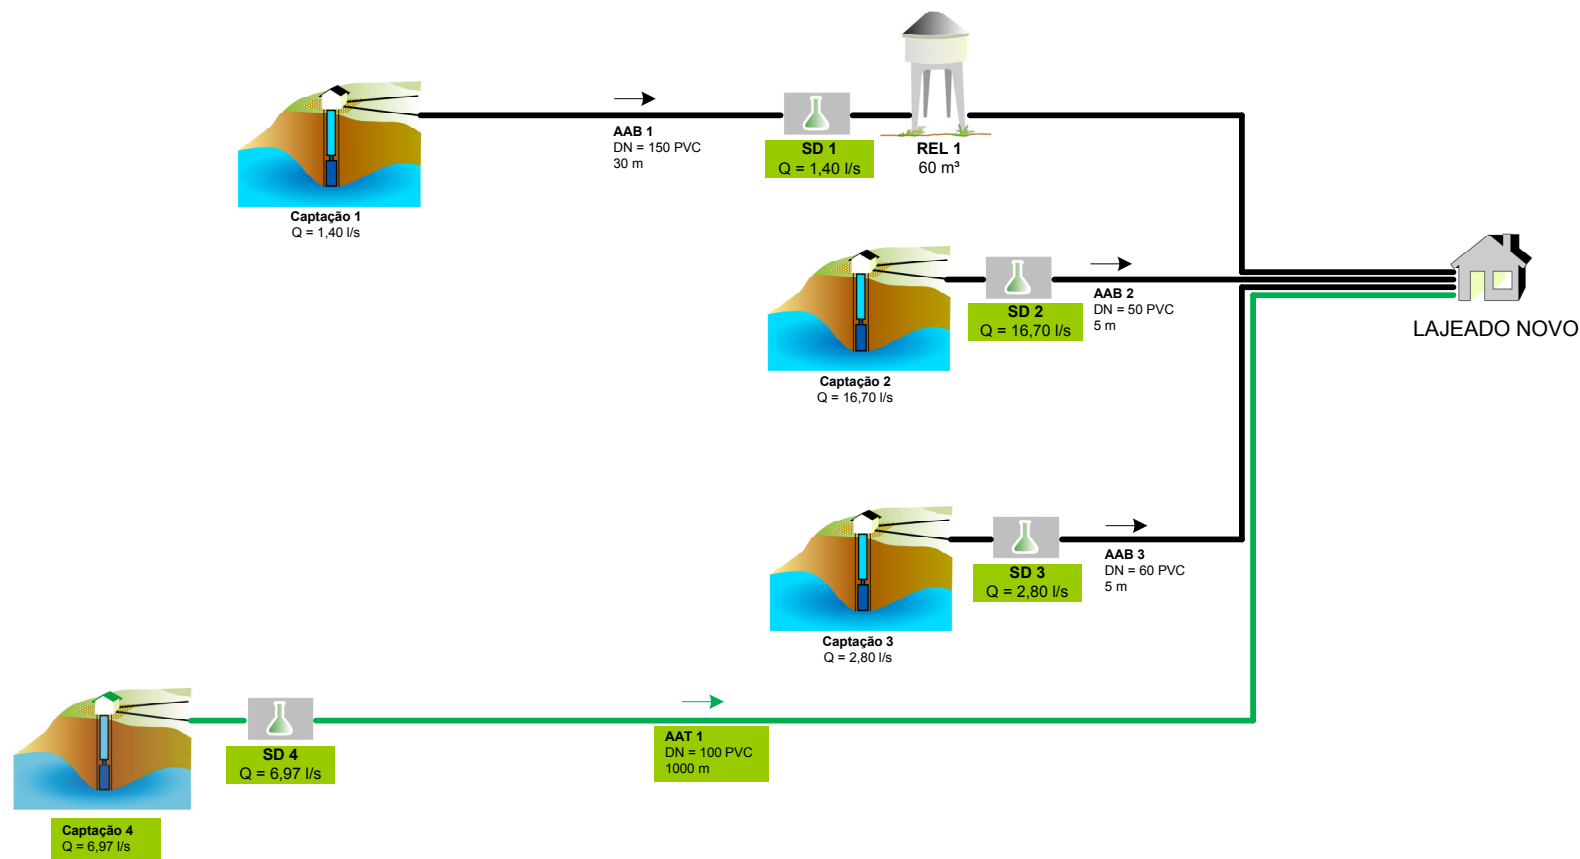 AAB 1
DN = 150 PVC
30 m
SD 1
Q = 1,40 l/s
REL 1
60 m³
Captação 1
Q = 1,40 l/s
SD 2
Q = 16,70 l/s
AAB 2
DN = 50 PVC
5 m
LAJEADO NOVO
Captação 2
Q = 16,70 l/s
SD 3
Q = 2,80 l/s
AAB 3
DN = 60 PVC
5 m
Captação 3
Q = 2,80 l/s
SD 4
Q = 6,97 l/s
AAT 1
DN = 100 PVC
1000 m
Captação 4
Q = 6,97 l/s